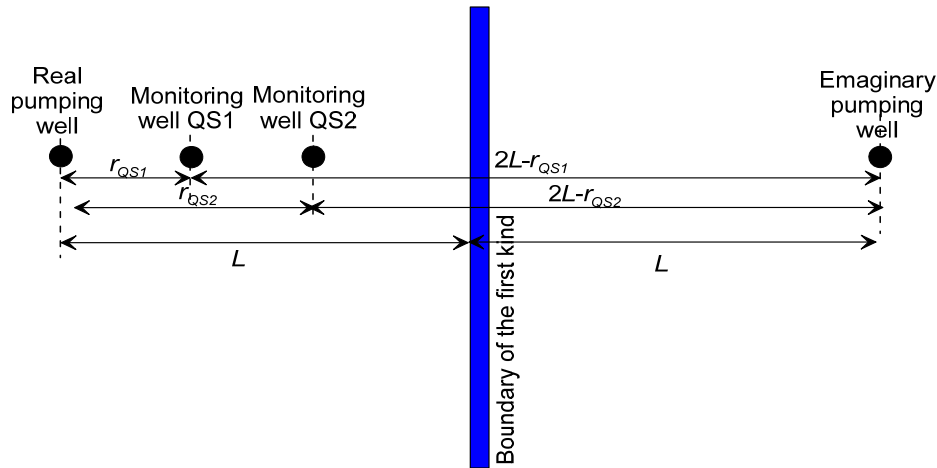 Real
pumping
well
Monitoring
well QS1
Monitoring
well QS2
Emaginary
pumping
well
rQS1
2L-rQS1
rQS2
2L-rQS2
L
L
Boundary of the first kind